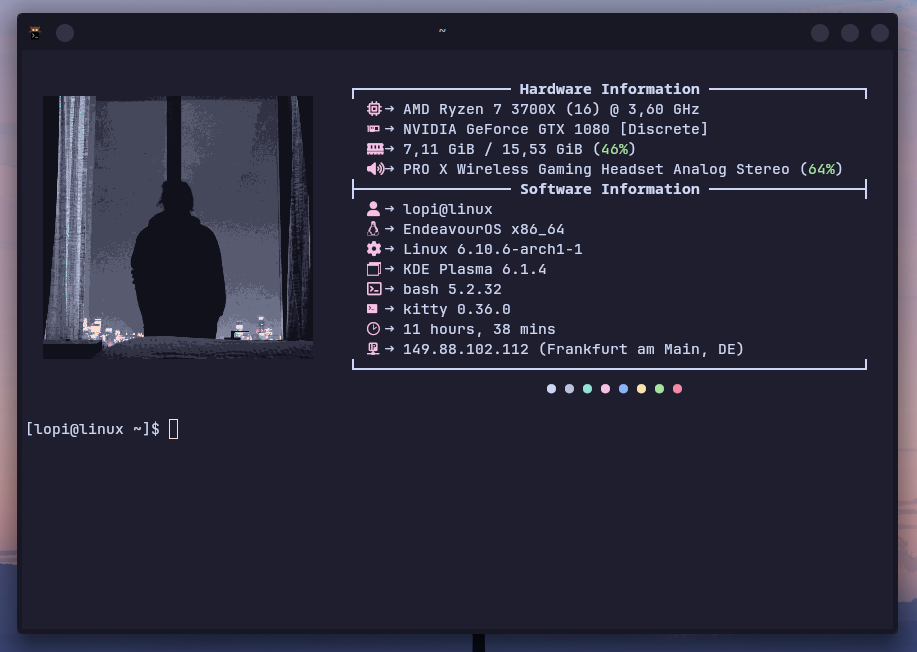 ~
Hardware Information
AMD Ryzen 7 3700X (16) @ 3,60 GHz
NVIDIA GeForce GTX 1080 [Discrete]
7,11 GiB / 15,53 GiB (46%)
PRO X Wireless Gaming Headset Analog Stereo (64%)
Software Information
lopi@linux
EndeavourOS x86_64
Linux 6.10.6-arch1-1
KDE Plasma 6.1.4
bash 5.2.32
kitty 0.36.0
11 hours, 38 mins
149.88.102.112 (Frankfurt am Main, DE)
[lopi@linux ~]$